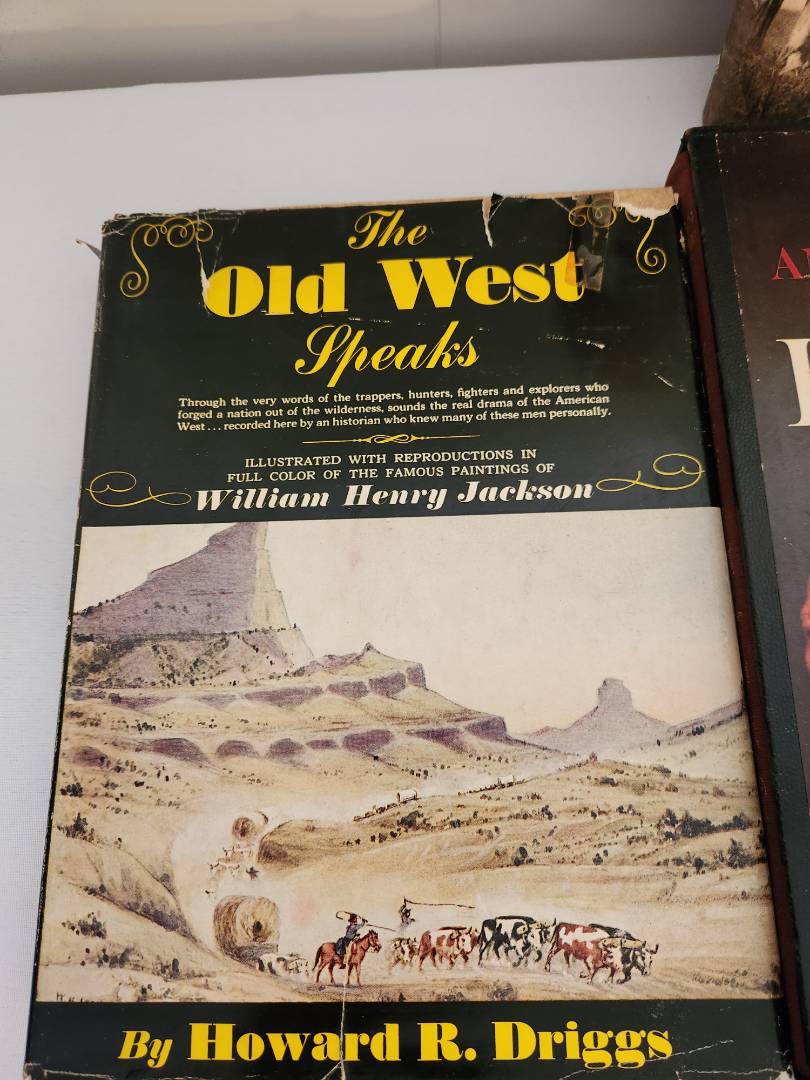 The
Old West
Speaks
Through the very words of the trappers, hunters, fighters and explorers who
forged a nation out of the wilderness, sounds the real drama of the American
West... recorded here by an historian who knew many of these men personally.
ILLUSTRATED WITH REPRODUCTIONS IN
FULL COLOR OF THE FAMOUS PAINTINGS OF
William Henry Jackson
By Howard R. Driggs